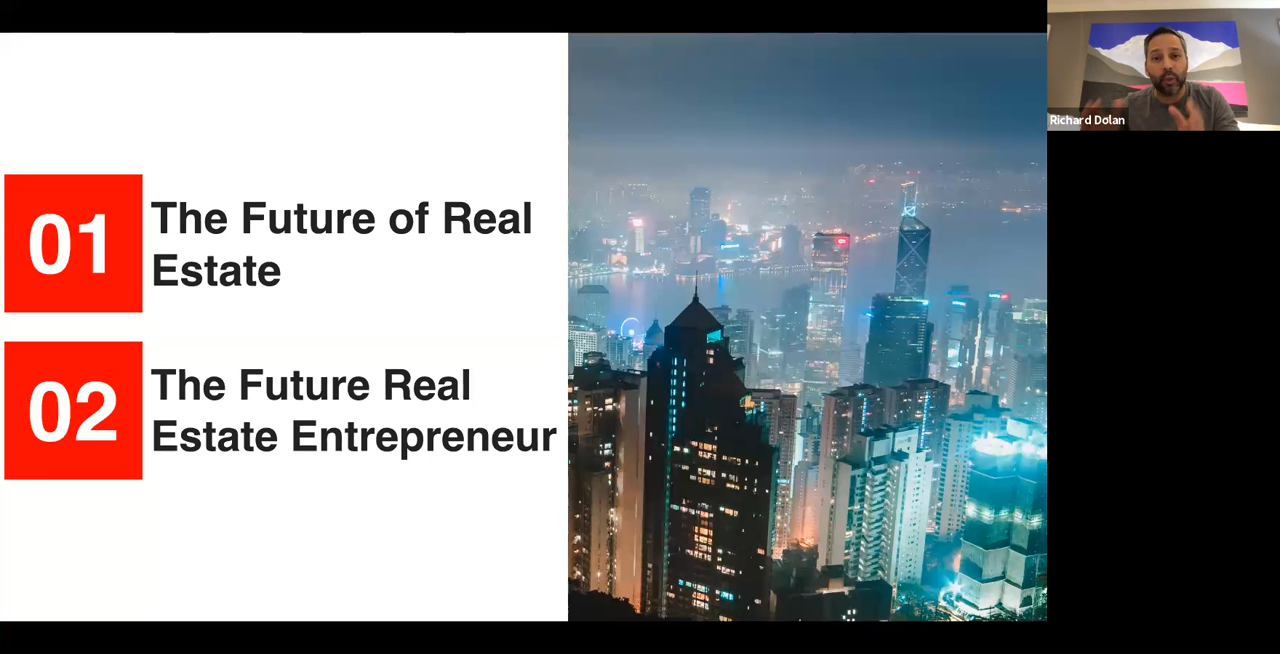 01
The Future of Real
Estate
02
The Future Real
Estate Entrepreneur
Richard Dolan